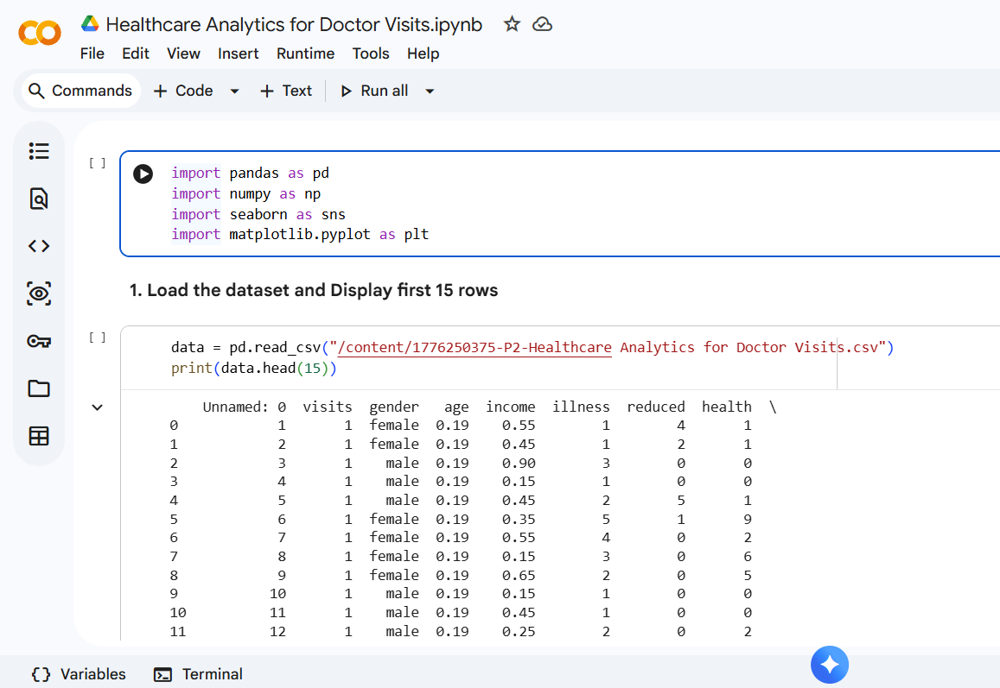 Healthcare Analytics for Doctor Visits.ipynb
File Edit View Insert Runtime Tools Help
Commands + Code + Text Run all
[ ]
import pandas as pd
import numpy as np
import seaborn as sns
import matplotlib.pyplot as plt
1. Load the dataset and Display first 15 rows
[ ]
data = pd.read_csv("/content/1776250375-P2-Healthcare Analytics for Doctor Visits.csv")
print(data.head(15))
Unnamed: 0 visits gender age income illness reduced health \
0 1 1 female 0.19 0.55 1 4 1
1 2 1 female 0.19 0.45 1 2 1
2 3 1 male 0.19 0.90 3 0 0
3 4 1 male 0.19 0.15 1 0 0
4 5 1 male 0.19 0.45 2 5 1
5 6 1 female 0.19 0.35 5 1 9
6 7 1 female 0.19 0.55 4 0 2
7 8 1 female 0.19 0.15 3 0 6
8 9 1 female 0.19 0.65 2 0 5
9 10 1 male 0.19 0.15 1 0 0
10 11 1 male 0.19 0.45 1 0 0
11 12 1 male 0.19 0.25 2 0 2
{} Variables Terminal